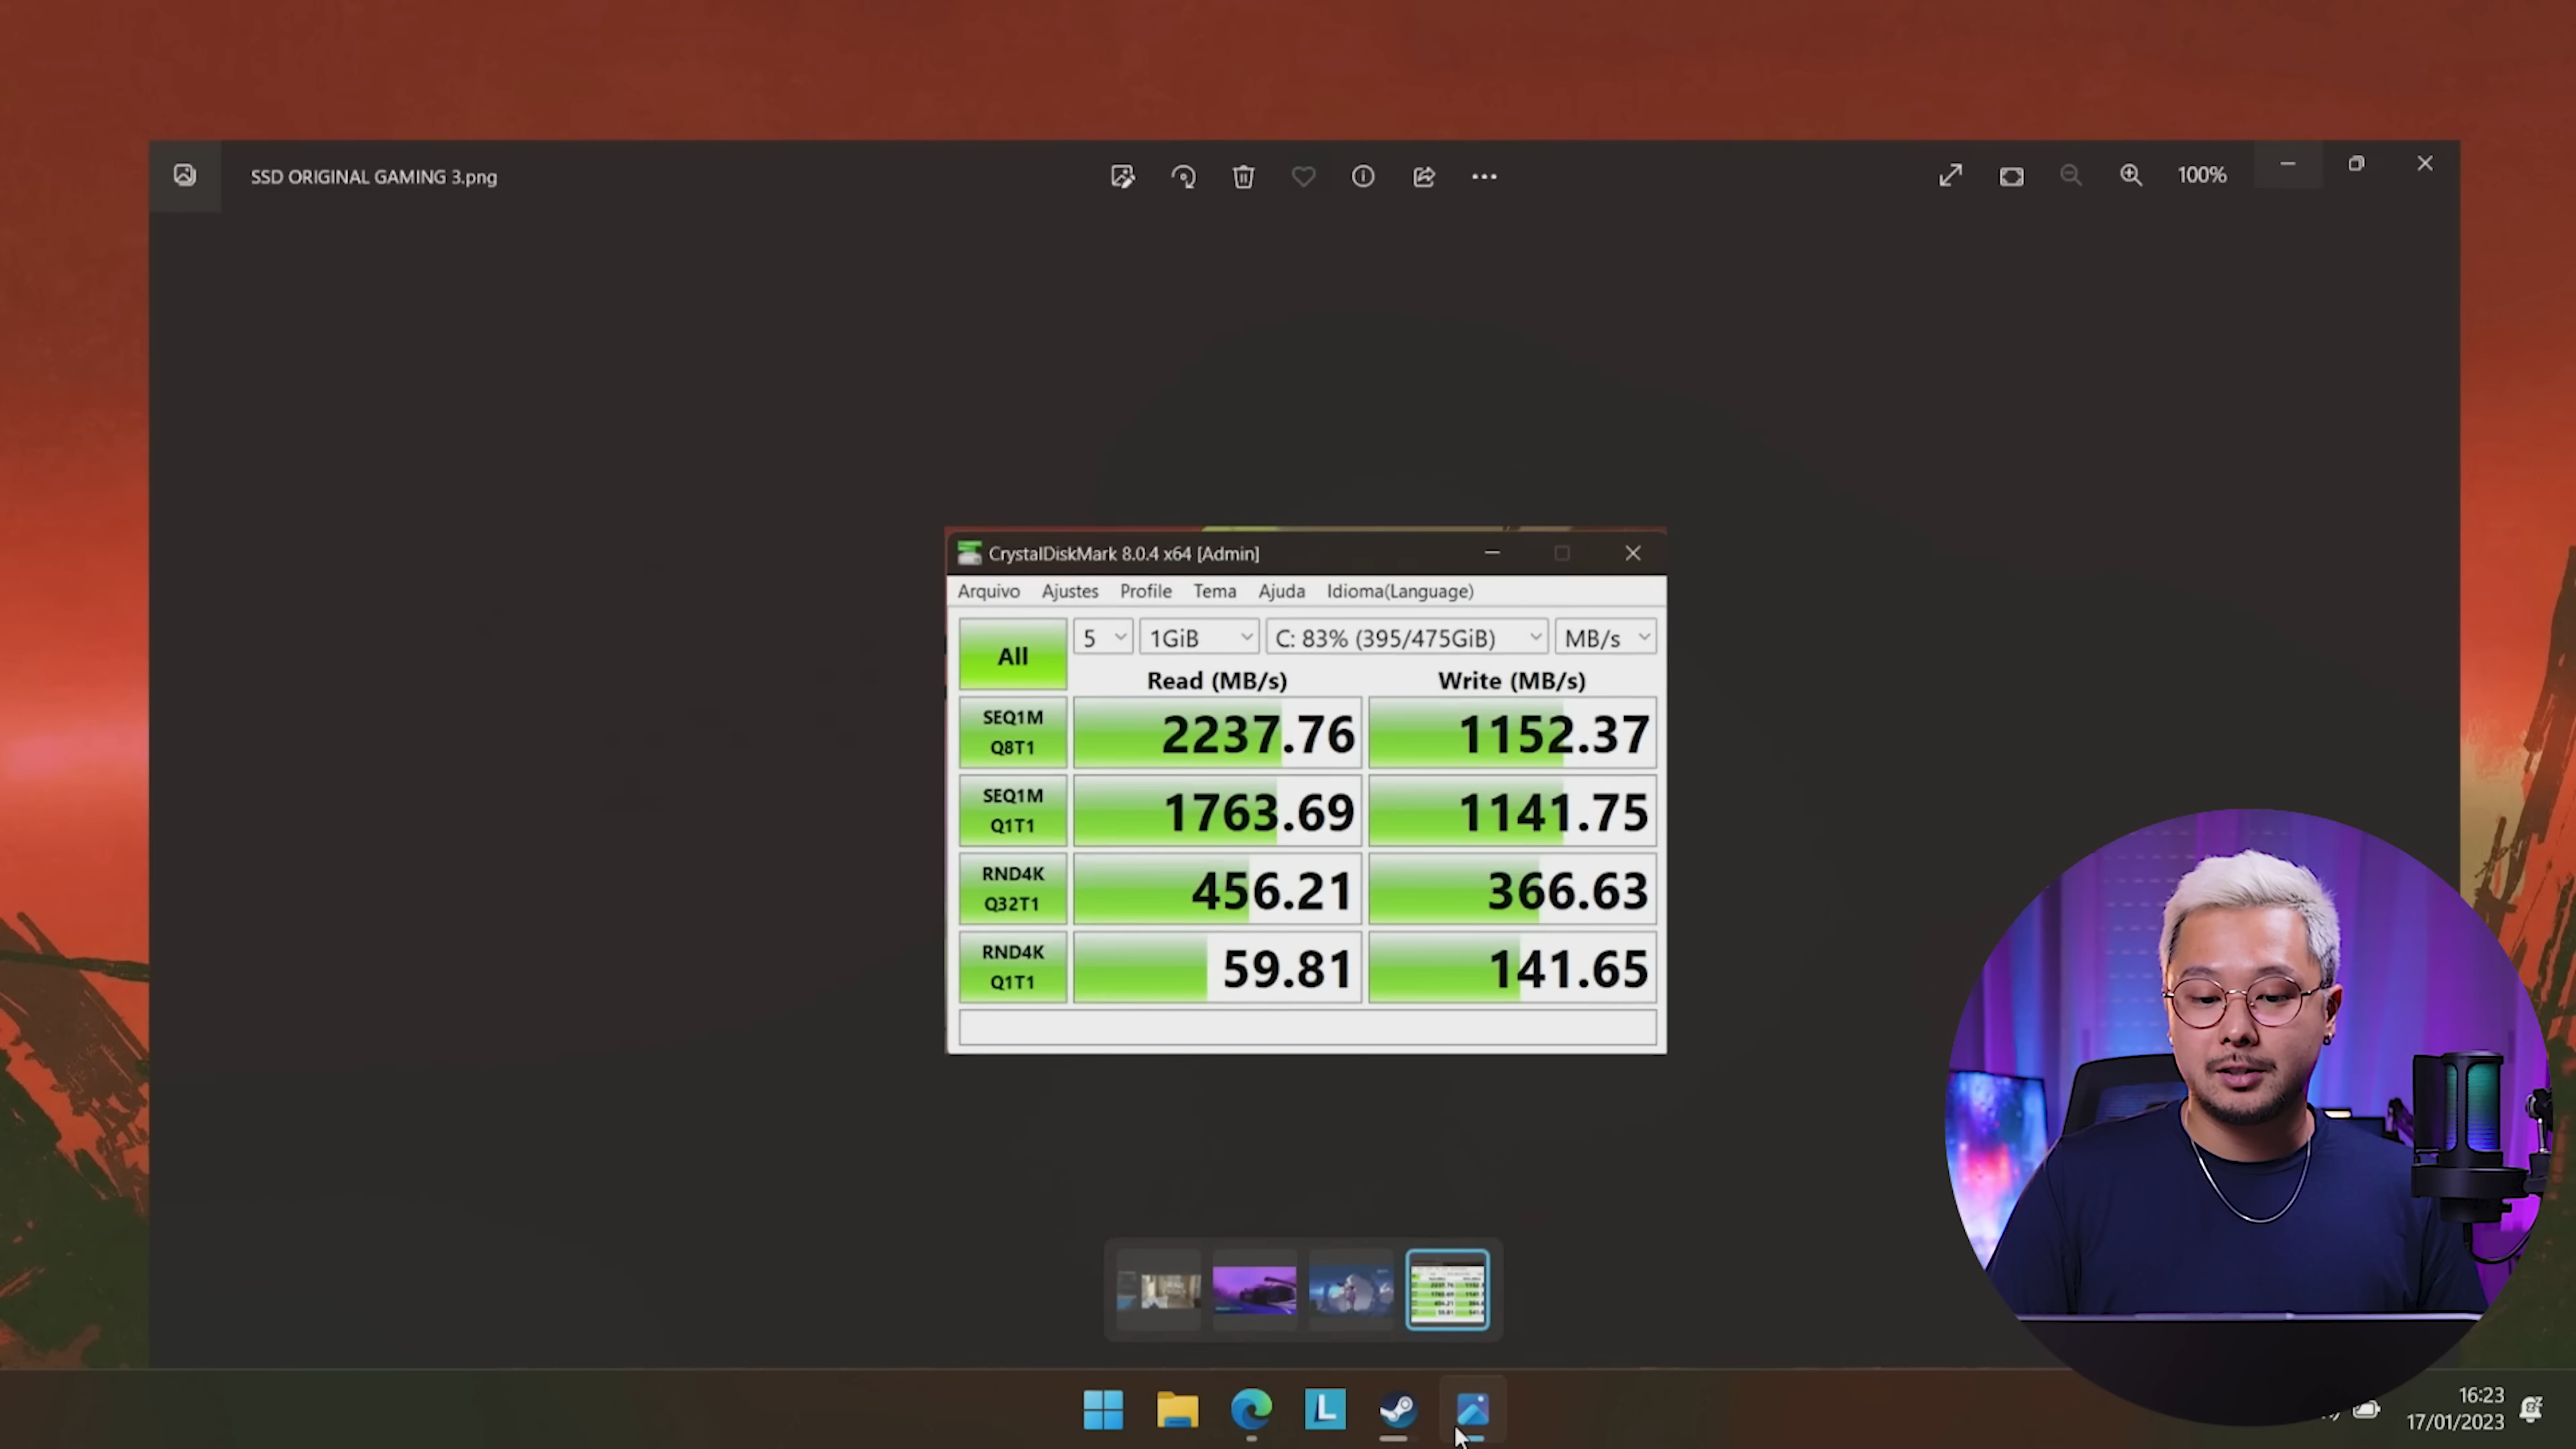 SSD ORIGINAL GAMING 3.png
100%
CrystalDiskMark 8.0.4 x64 [Admin]
Arquivo Ajustes Profile Tema Ajuda Idioma(Language)
All
5 1GiB C: 83% (395/475GiB) MB/s
Read (MB/s) Write (MB/s)
SEQ1M
Q8T1
2237.76 1152.37
SEQ1M
Q1T1
1763.69 1141.75
RND4K
Q32T1
456.21 366.63
RND4K
Q1T1
59.81 141.65
L
16:23
17/01/2023